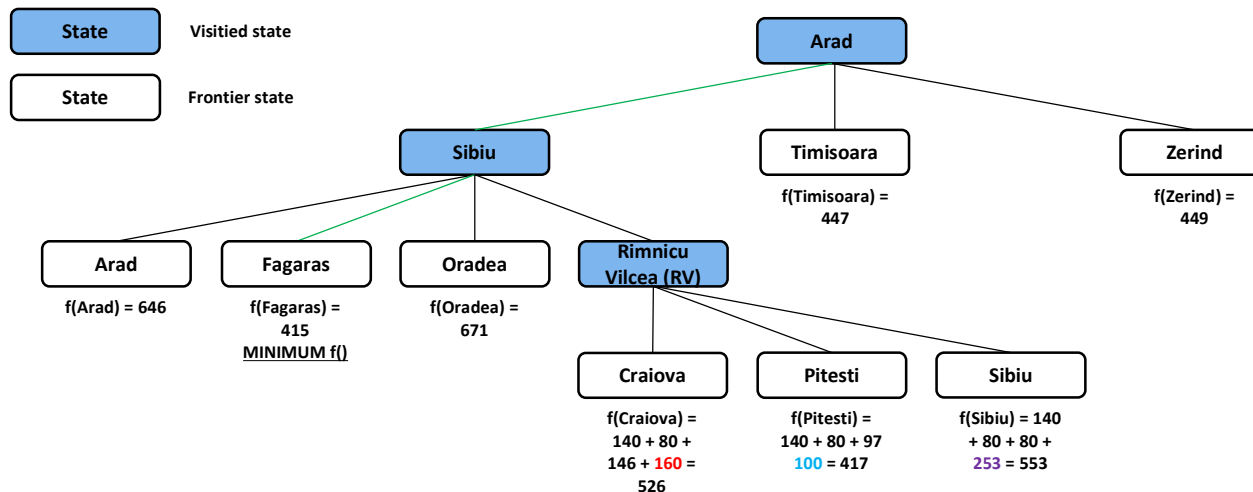 State
Visitied state
State
Frontier state
Arad
Sibiu
Timisoara
Zerind
f(Timisoara) =
447
f(Zerind) =
449
Arad
Fagaras
Oradea
Rimnicu
Vilcea (RV)
f(Arad) = 646
f(Fagaras) =
415
MINIMUM f()
f(Oradea) =
671
Craiova
Pitesti
Sibiu
f(Craiova) =
140 + 80 +
146 + 160 =
526
f(Pitesti) =
140 + 80 + 97
100 = 417
f(Sibiu) = 140
+ 80 + 80 +
253 = 553